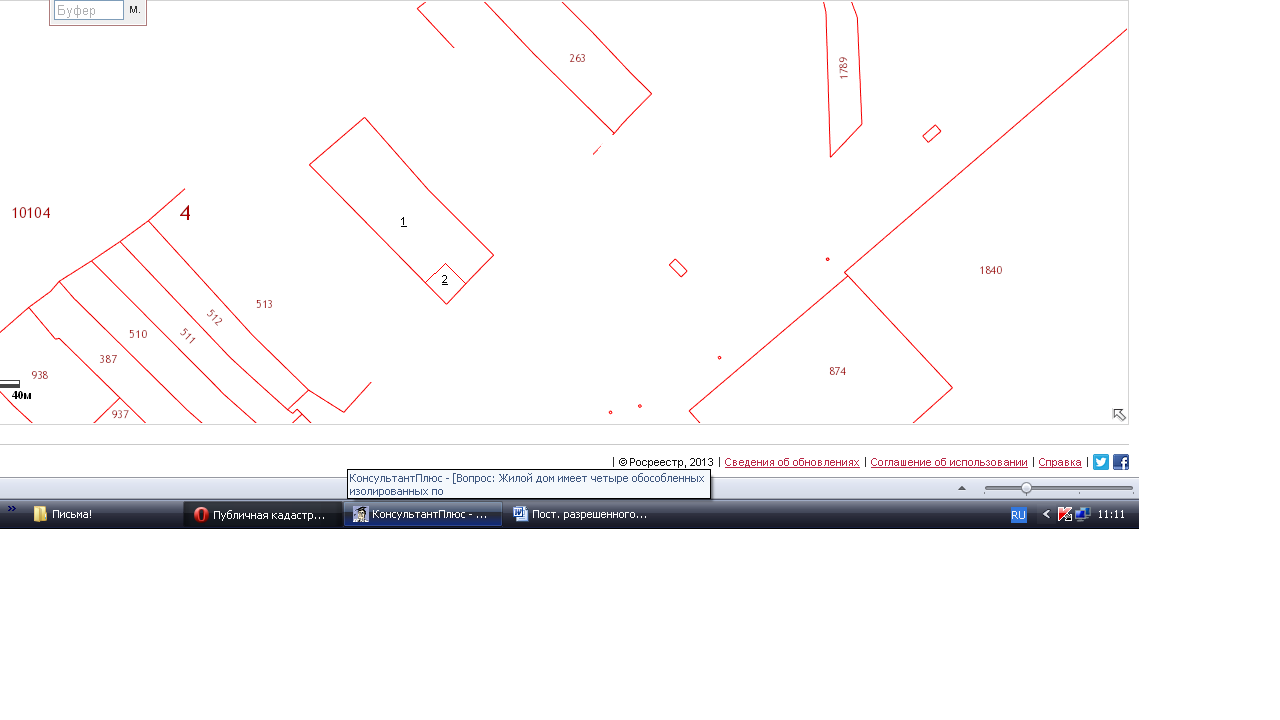 Буфер м.
263
1789
1
10104
4
2
1840
513
512
511
510
387
938
874
40м
937
| © Росреестр, 2013 | Сведения об обновлениях | Соглашение об использовании | Справка |
КонсультантПлюс - [Вопрос: Жилой дом имеет четыре обособленных
изолированных по
» Письма! Публичная кадастр... КонсультантПлюс - ... Пост. разрешенного... RU < 11:11